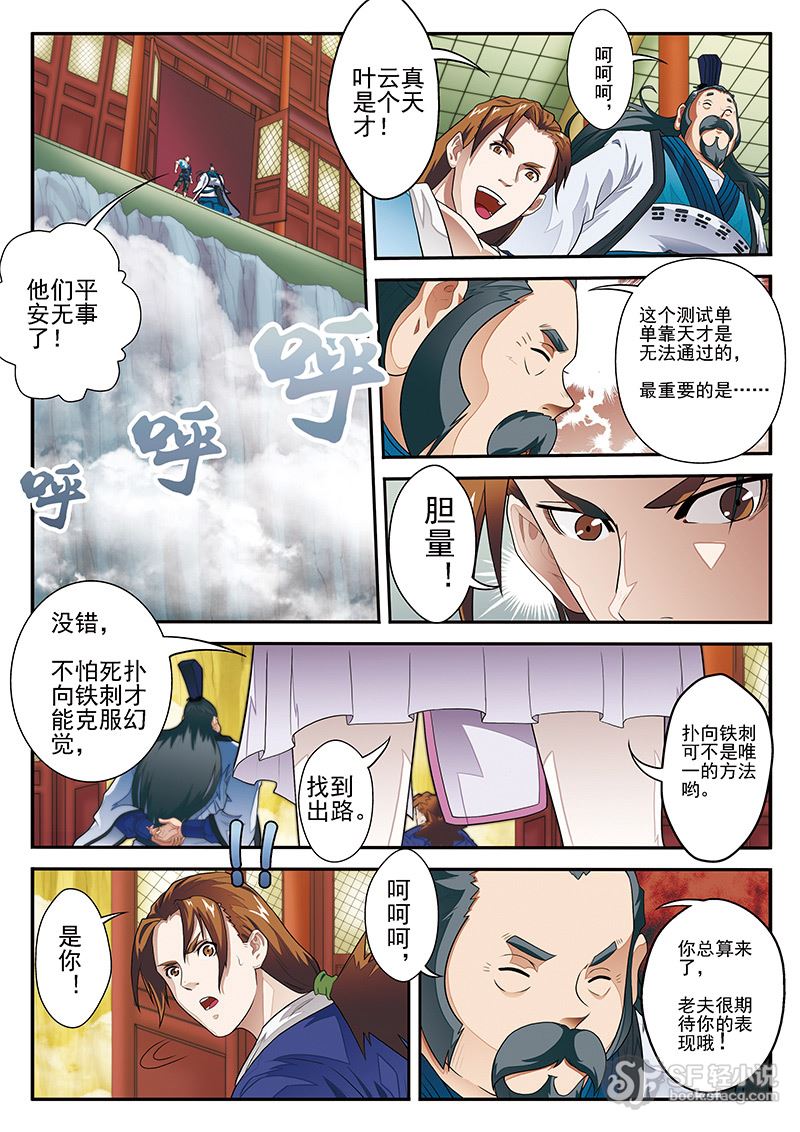 他们平
安无事
了！
呼
呼
呼
真天
云个！
叶是才
呵呵呵，
这个测试单
单靠天才是
无法通过的，
最重要的是……
胆量！
没错，
不怕死扑
向铁刺才
能克服幻
觉，
找到
出路。
扑向铁刺
可不是唯
一的方法
哟。
!!
是你！
呵呵呵，
你总算来
了，
老夫很期
待你的表
现哦！
SF轻小说
book.sfacg.com